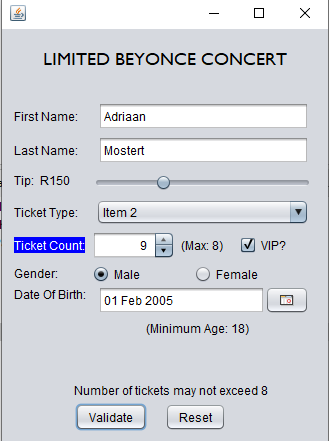 LIMITED BEYONCE CONCERT
First Name: Adriaan
Last Name: Mostert
Tip: R150
Ticket Type: Item 2
Ticket Count: 9 (Max: 8) VIP?
Gender: Male Female
Date Of Birth: 01 Feb 2005
(Minimum Age: 18)
Number of tickets may not exceed 8
Validate Reset